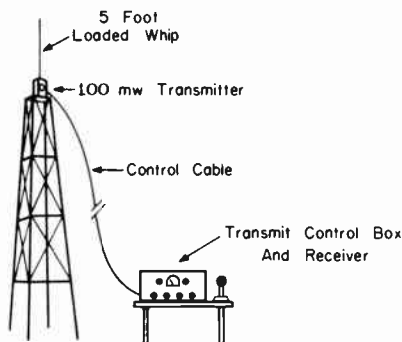 5 Foot
Loaded Whip
100 mw Transmitter
Control Cable
Transmit Control Box
And Receiver